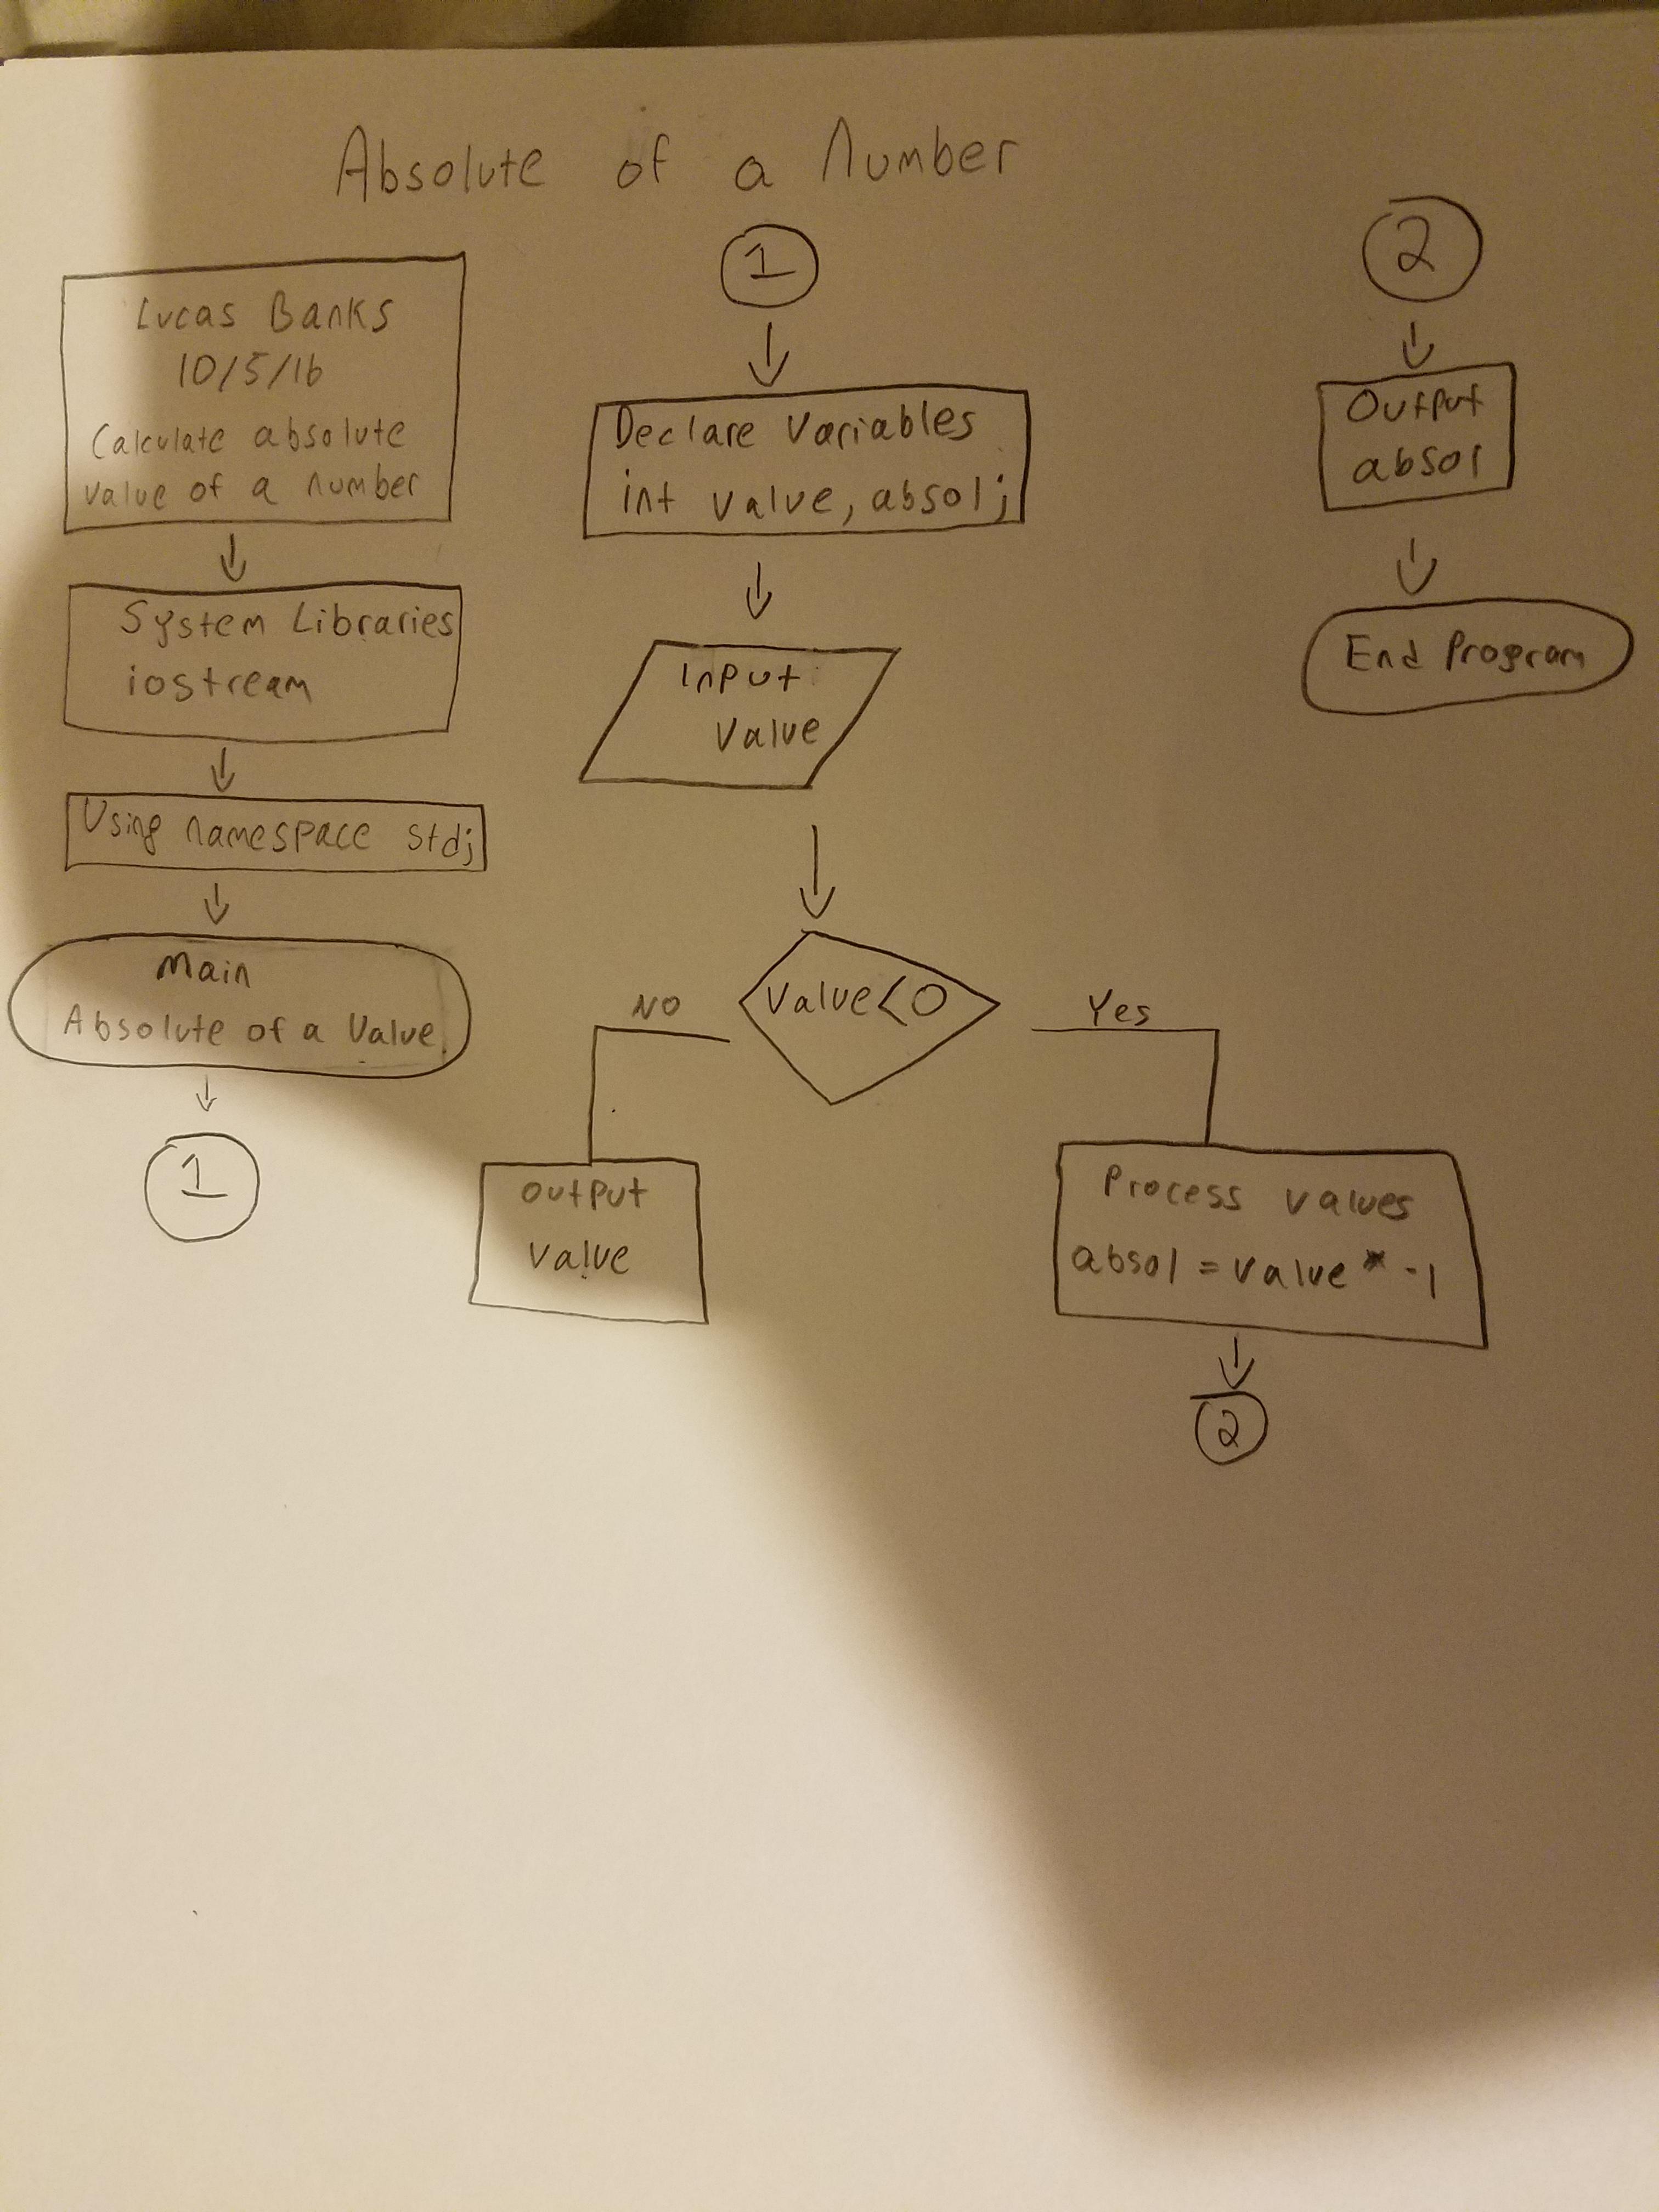 Absolute of a Number
Lucas Banks
10/5/16
Calculate absolute
value of a number
System Libraries
iostream
Using namespace std;
Main
Absolute of a Value
1
1
Declare Variables
int value, absol;
Input
Value
Value<0
NO
Yes
output
value
Process values
absol = value * -1
2
2
Output
absol
End Program